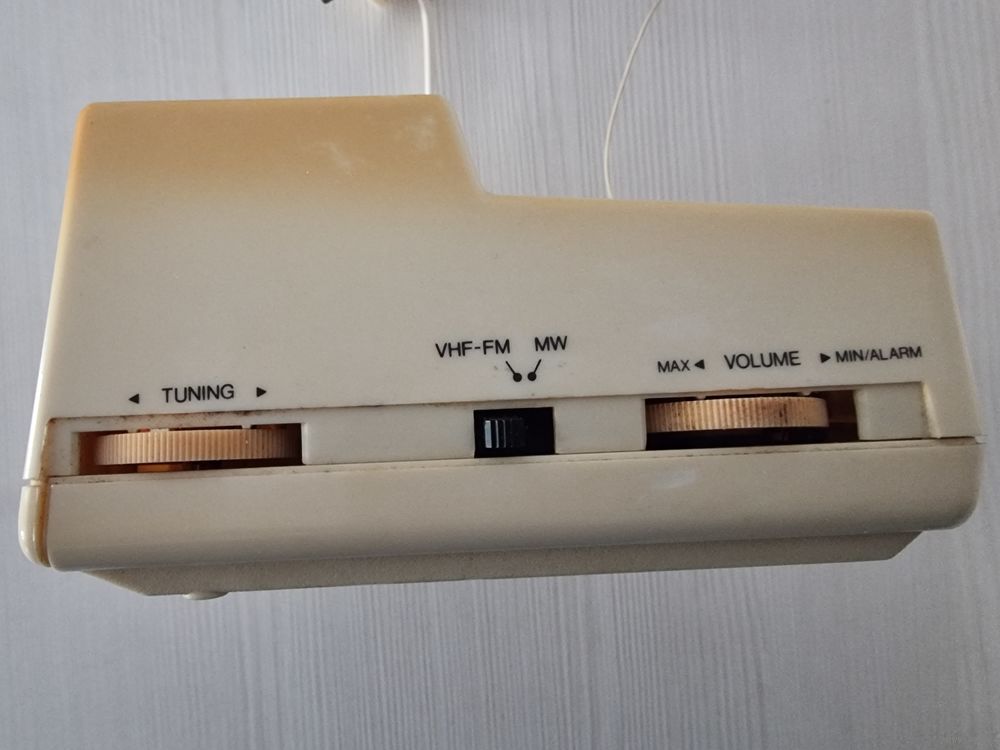 VHF-FM MW
MAX ◄ VOLUME ► MIN/ALARM
◄ TUNING ►